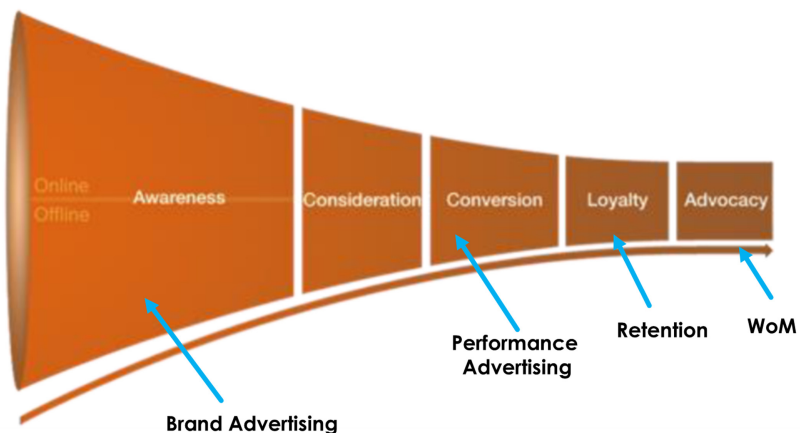 Online
Offline
Awareness
Consideration
Conversion
Loyalty
Advocacy
Brand Advertising
Performance
Advertising
Retention
WoM